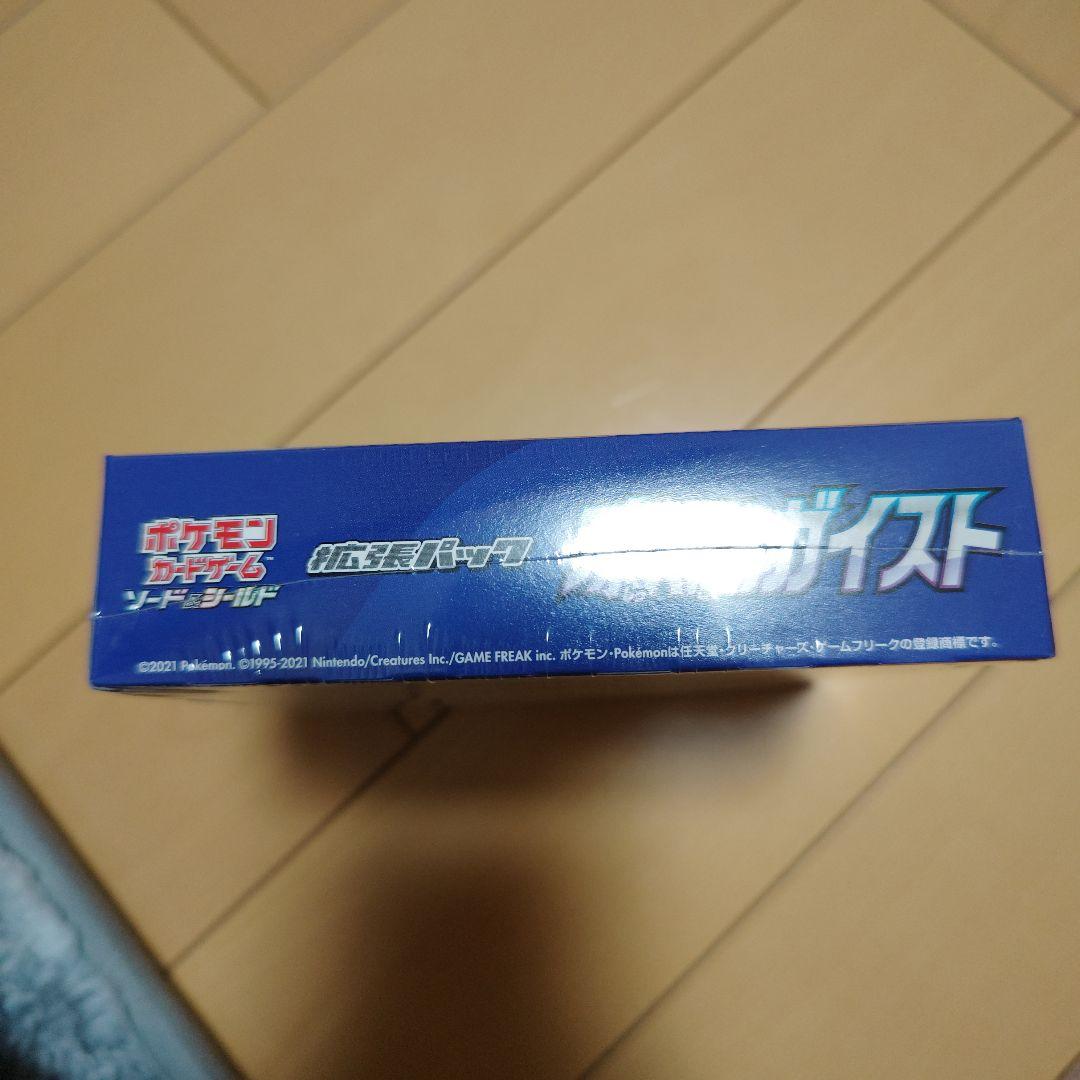 ポケモン
カードゲーム
ソード&シールド
拡張パック
ガイスト
©2021 Pokémon. ©1995-2021 Nintendo/Creatures Inc./GAME FREAK inc. ポケモン・Pokémonは任天堂・クリーチャーズ・ゲームフリークの登録商標です。